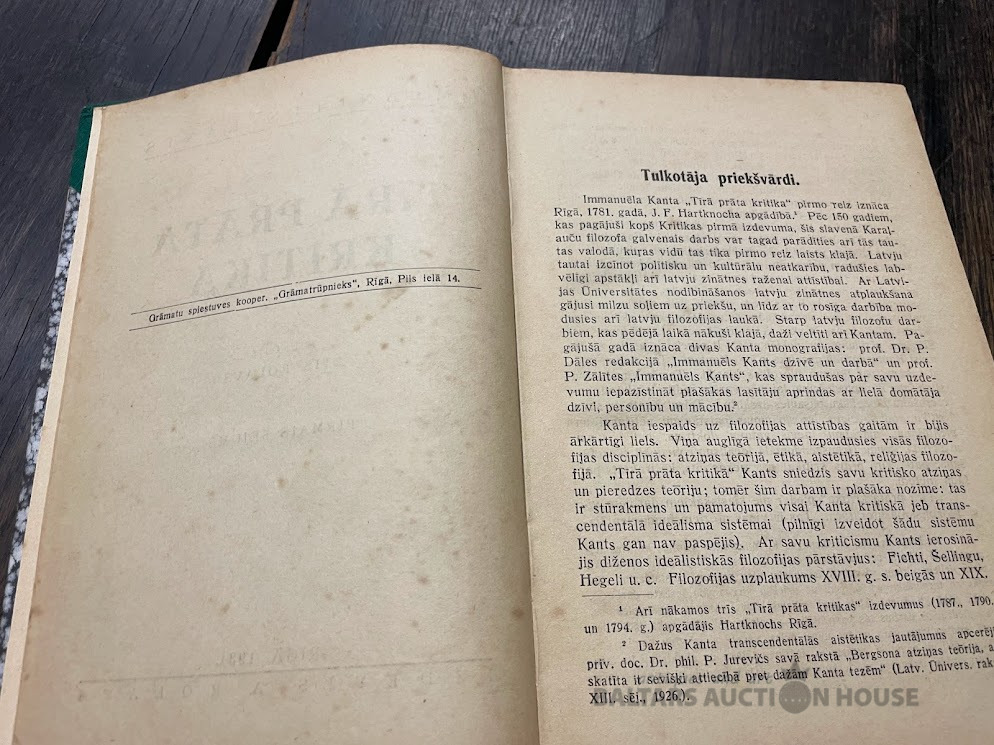 Grāmatu spiestuves kooper. „Grāmatrūpnieks“, Rīgā, Pils ielā 14.
Tulkotāja priekšvārdi.
Immanuēla Kanta „Tīrā prāta kritika“ pirmo reiz iznāca
Rīgā, 1781. gadā, J. F. Hartknocha apgādībā.¹ Pēc 150 gadiem,
kas pagājuši kopš Kritikas pirmā izdevuma, šis slavenā Karaļ-
auču filozofa galvenais darbs var tagad parādīties arī tās tau-
tas valodā, kuŗas vidū tas tika pirmo reiz laists klajā. Latvju
tautai izcīnot politisku un kultūrālu neatkarību, radušies lab-
vēlīgi apstākļi arī latvju zinātnes raženai attīstībai. Ar Latvi-
jas Ūniversitātes nodibināšanos latvju zinātnes atplaukšana
gājusi milzu soļiem uz priekšu, un līdz ar to rosīga darbība mo-
dusies arī latvju filozofijas laukā. Starp latvju filozofu dar-
biem, kas pēdējā laikā nākuši klajā, daži veltīti arī Kantam. Pa-
gājušā gadā iznāca divas Kanta monografijas: prof. Dr. P.
Dāles redakcijā „Immanuēls Kants dzīvē un darbā“ un prof.
P. Zālītes „Immanuēls Kants“, kas spraudušas par savu uzde-
vumu iepazīstināt plašākas lasītāju aprindas ar lielā domātāja
dzīvi, personību un mācību.²
Kanta iespaids uz filozofijas attīstības gaitām ir bijis
ārkārtīgi liels. Viņa auglīgā ietekme izpaudusies visās filozo-
fijas disciplinās: atziņas teōrijā, ētikā, aistētikā, reliģijas filozo-
fijā. „Tīrā prāta kritikā“ Kants sniedzis savu kritisko atziņas
un pieredzes teōriju; tomēr šim darbam ir plašāka nozīme: tas
ir stūrakmens un pamatojums visai Kanta kritiskā jeb trans-
cendentālā ideālisma sistēmai (pilnīgi izveidot šādu sistēmu
Kants gan nav paspējis). Ar savu kriticismu Kants ierosinā-
jis diženos ideālistiskās filozofijas pārstāvjus: Fichti, Šellingu,
Hegeli u. c. Filozofijas uzplaukums XVIII. g. s. beigās un XIX.
¹ Arī nākamos trīs „Tīrā prāta kritikas“ izdevumus (1787., 1790.
un 1794. g.) apgādājis Hartknochs Rīgā.
² Dažus Kanta transcendentālās aistētikas jautājumus apcerēj
priv. doc. Dr. phil. P. Jurevičs savā rakstā „Bergsona atziņas teōrija, a
skatīta it sevišķi attiecībā pret dažām Kanta tezēm“ (Latv. Ūnivers. rak
XIII. sēj., 1926.).
BALTARS AUCTION HOUSE